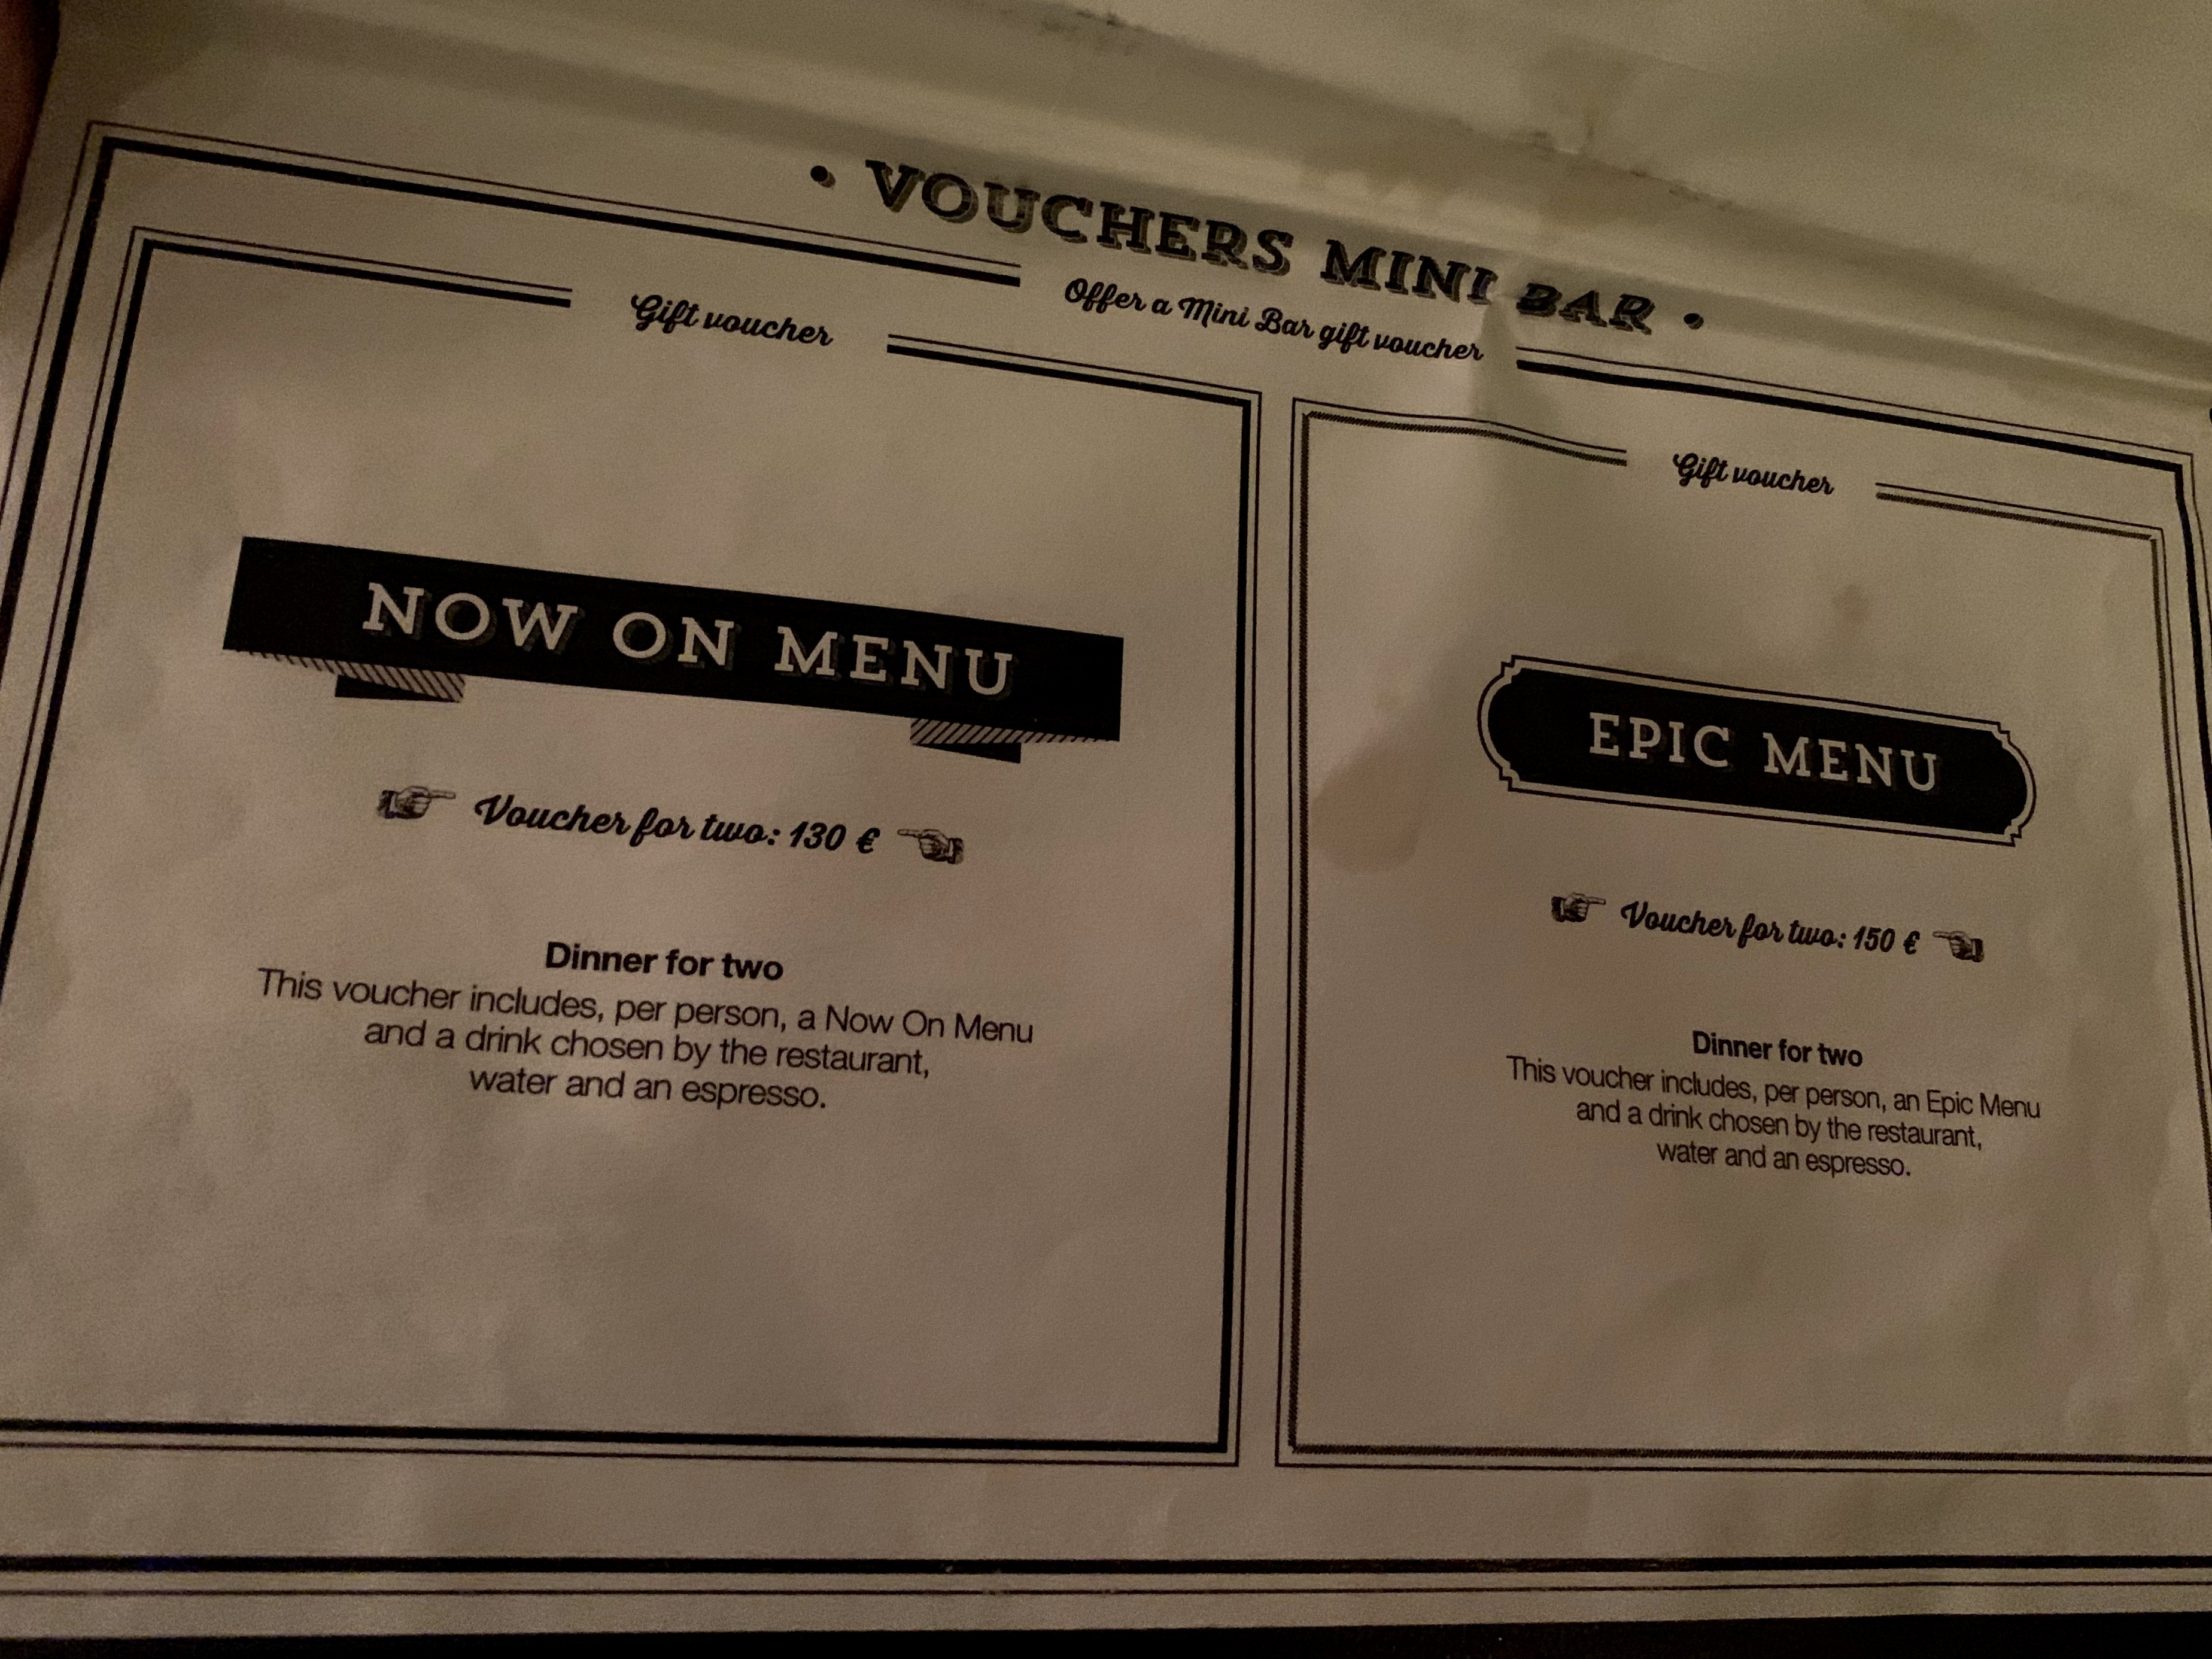 • VOUCHERS MINI BAR •
Offer a Mini Bar gift voucher
Gift voucher
NOW ON MENU
Voucher for two: 130 €
Dinner for two
This voucher includes, per person, a Now On Menu
and a drink chosen by the restaurant,
water and an espresso.
Gift voucher
EPIC MENU
Voucher for two: 150 €
Dinner for two
This voucher includes, per person, an Epic Menu
and a drink chosen by the restaurant,
water and an espresso.